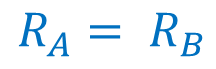 R_A = R_B